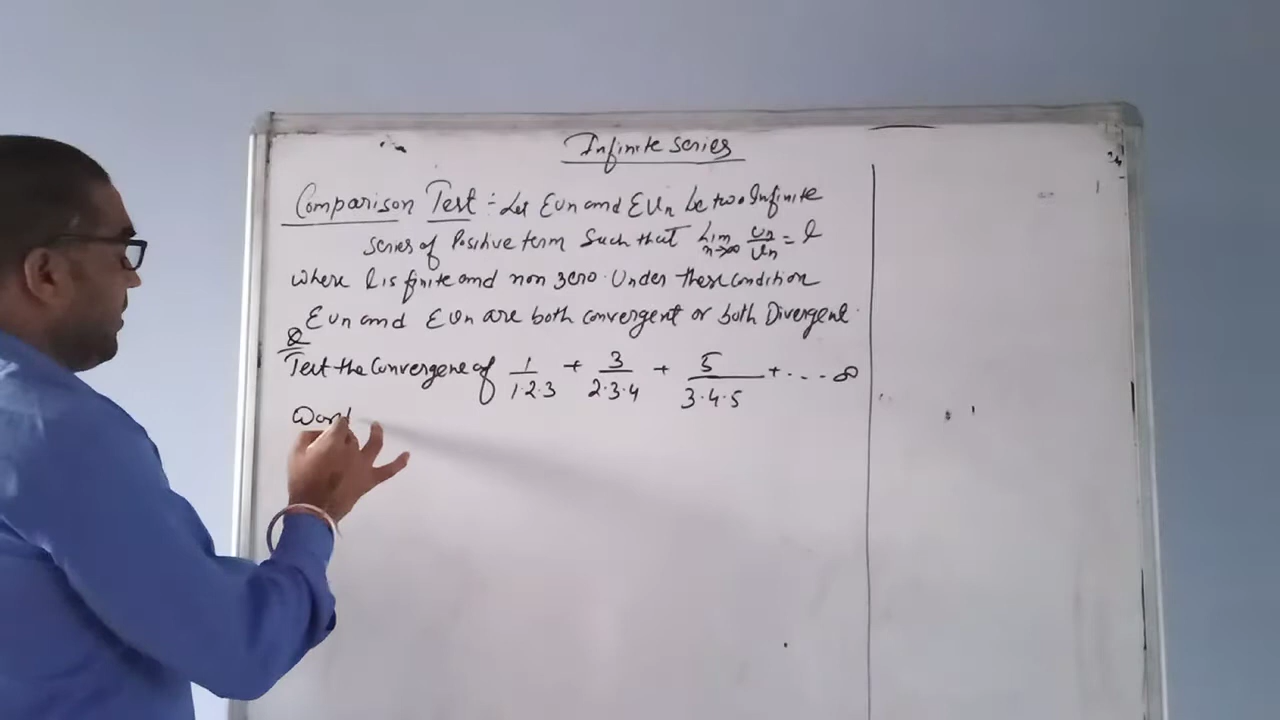 Infinite series
Comparison Test :- Let Σun and Σvn be two Infinite
series of Positive term Such that Lim n→∞ un/vn = l
where l is finite and non zero. Under these condition
Σun and Σvn are both convergent or both Divergent.
Q
Test the Convergene of 1/1·2·3 + 3/2·3·4 + 5/3·4·5 + ... ∞